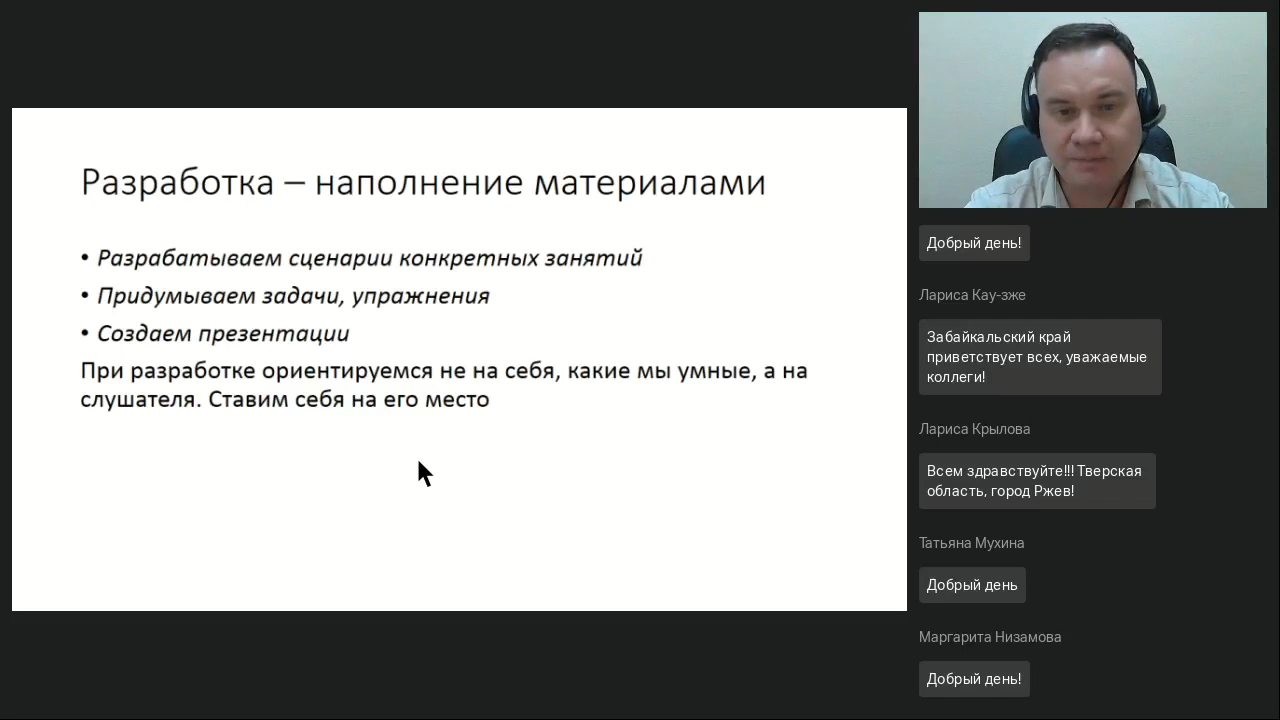 Разработка – наполнение материалами
• Разрабатываем сценарии конкретных занятий
• Придумываем задачи, упражнения
• Создаем презентации
При разработке ориентируемся не на себя, какие мы умные, а на
слушателя. Ставим себя на его место
Добрый день!
Лариса Кау-зже
Забайкальский край
приветствует всех, уважаемые
коллеги!
Лариса Крылова
Всем здравствуйте!!! Тверская
область, город Ржев!
Татьяна Мухина
Добрый день
Маргарита Низамова
Добрый день!